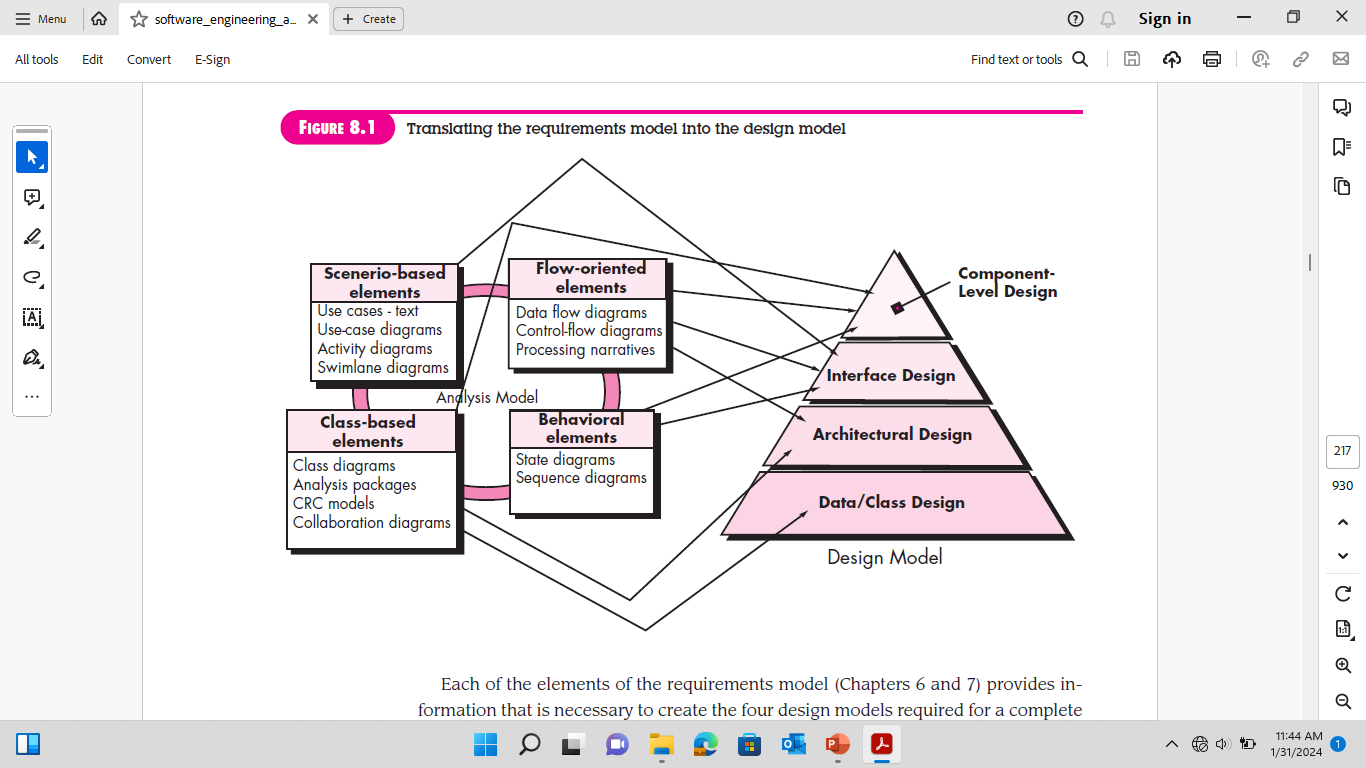 Menu
software_engineering_a...
Create
Sign in
All tools
Edit
Convert
E-Sign
Find text or tools
FIGURE 8.1
Translating the requirements model into the design model
Scenerio-based
elements
Use cases - text
Use-case diagrams
Activity diagrams
Swimlane diagrams
Flow-oriented
elements
Data flow diagrams
Control-flow diagrams
Processing narratives
Analysis Model
Class-based
elements
Class diagrams
Analysis packages
CRC models
Collaboration diagrams
Behavioral
elements
State diagrams
Sequence diagrams
Component-
Level Design
Interface Design
Architectural Design
Data/Class Design
Design Model
Each of the elements of the requirements model (Chapters 6 and 7) provides in-
formation that is necessary to create the four design models required for a complete
217
930
1:1
11:44 AM
1/31/2024
1